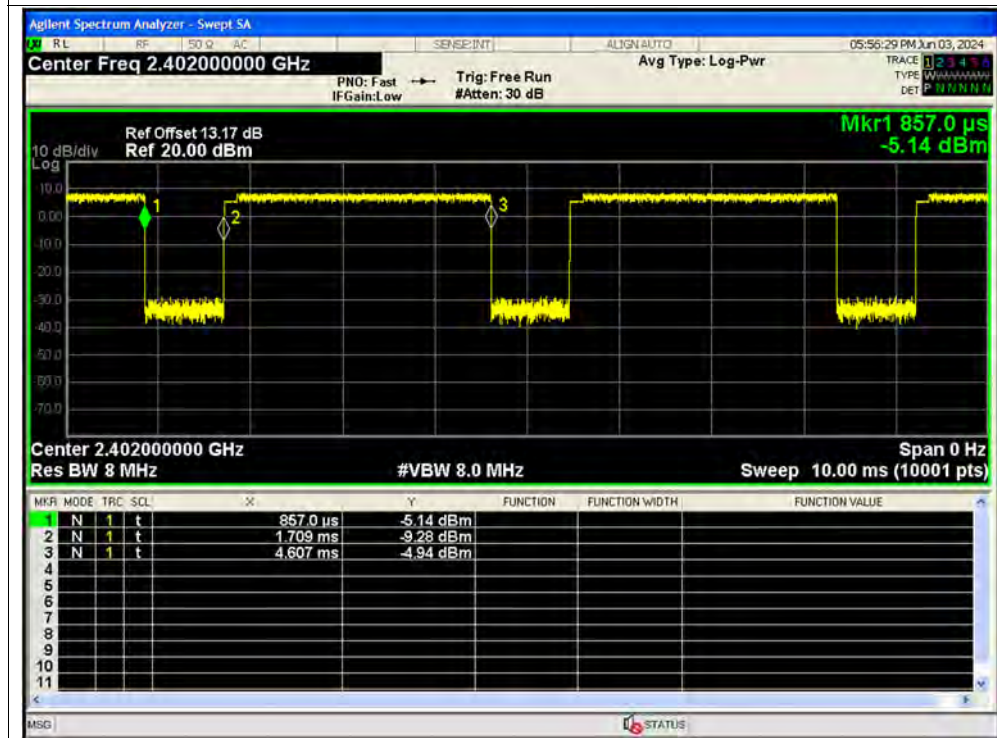 Agilent Spectrum Analyzer - Swept SA
RL RF 50 Ω AC SENSE:INT ALIGN AUTO 05:56:29 PM Jun 03, 2024
Center Freq 2.402000000 GHz
PNO: Fast
IFGain:Low
Trig: Free Run
#Atten: 30 dB
Avg Type: Log-Pwr
TRACE 1 2 3 4 5 6
TYPE W
DET P N N N N N
Mkr1 857.0 µs
-5.14 dBm
Ref Offset 13.17 dB
10 dB/div Ref 20.00 dBm
Log
10.0
0.00
-10.0
-20.0
-30.0
-40.0
-50.0
-60.0
-70.0
1
2
3
Center 2.402000000 GHz Span 0 Hz
Res BW 8 MHz #VBW 8.0 MHz Sweep 10.00 ms (10001 pts)
MKR MODE TRC SCL X Y FUNCTION FUNCTION WIDTH FUNCTION VALUE
1 N 1 t 857.0 µs -5.14 dBm
2 N 1 t 1.709 ms -9.28 dBm
3 N 1 t 4.607 ms -4.94 dBm
4
5
6
7
8
9
10
11
MSG STATUS